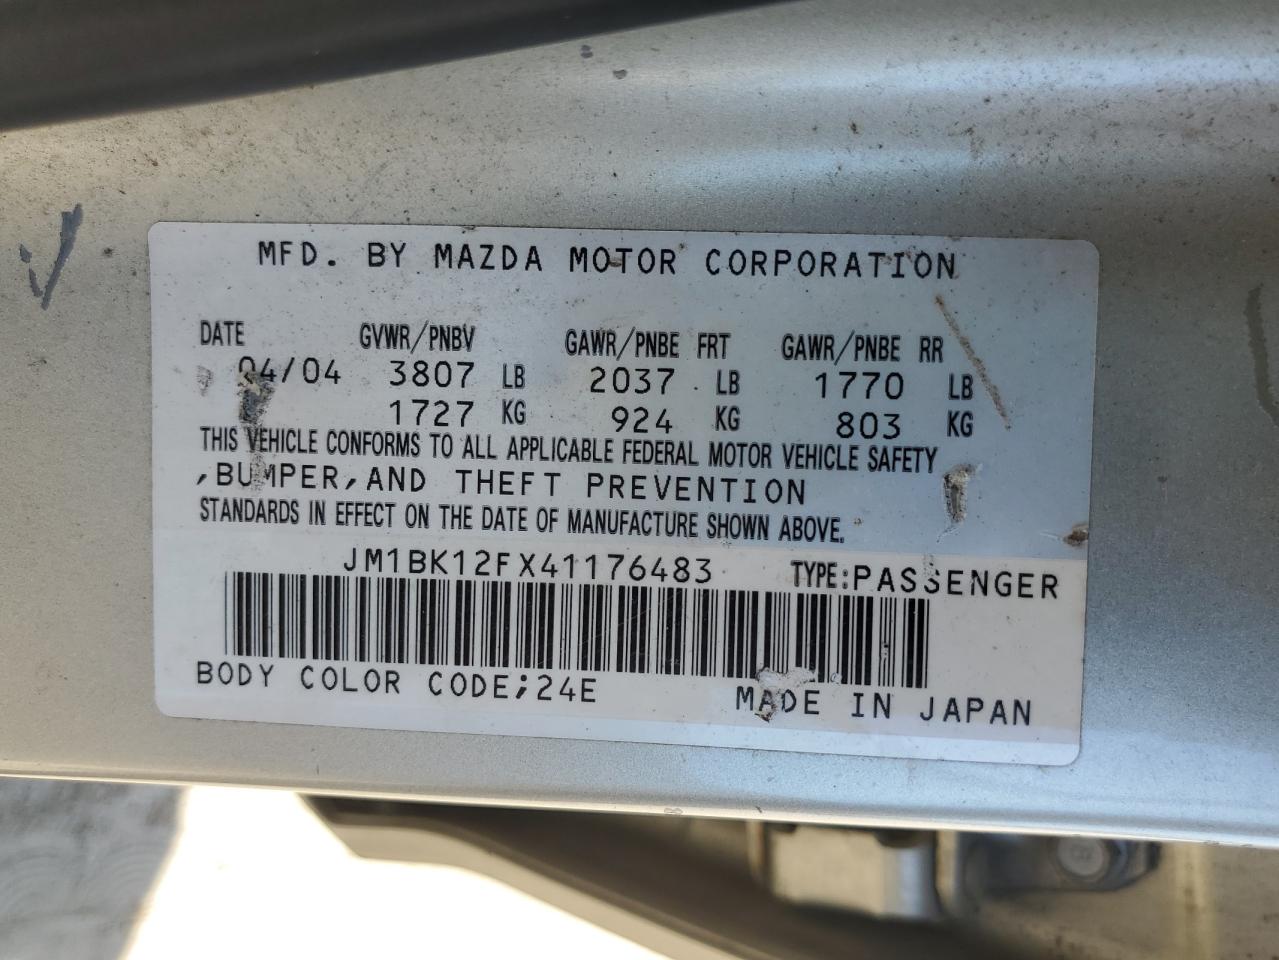 MFD. BY MAZDA MOTOR CORPORATION
DATE GVWR/PNBV GAWR/PNBE FRT GAWR/PNBE RR
04/04 3807 LB 2037 LB 1770 LB
1727 KG 924 KG 803 KG
THIS VEHICLE CONFORMS TO ALL APPLICABLE FEDERAL MOTOR VEHICLE SAFETY
,BUMPER,AND THEFT PREVENTION
STANDARDS IN EFFECT ON THE DATE OF MANUFACTURE SHOWN ABOVE.
JM1BK12FX41176483 TYPE:PASSENGER
BODY COLOR CODE;24E MADE IN JAPAN